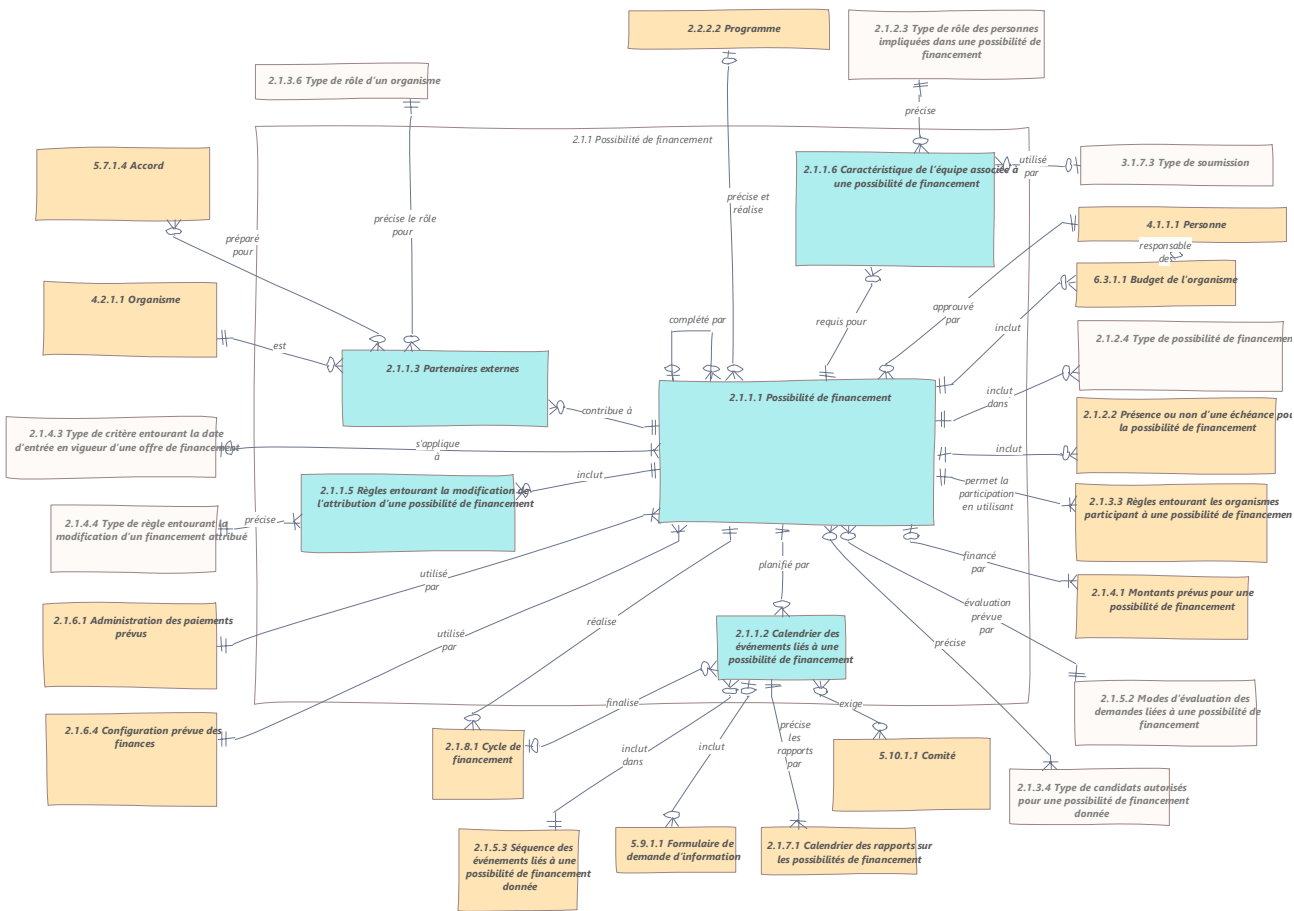 2.2.2.2 Programme
2.1.2.3 Type de rôle des personnes
impliquées dans une possibilité de
financement
2.1.3.6 Type de rôle d'un organisme
précise
2.1.1 Possibilité de financement
5.7.1.4 Accord
2.1.1.6 Caractéristique de l'équipe associée à
une possibilité de financement
utilisé
par
3.1.7.3 Type de soumission
précise et
réalise
précise le rôle
pour
4.1.1.1 Personne
préparé
pour
responsable
de
4.2.1.1 Organisme
6.3.1.1 Budget de l'organisme
approuvé
par
complété par
requis pour
inclut
2.1.2.4 Type de possibilité de financemen
est
2.1.1.3 Partenaires externes
inclut
dans
2.1.1.1 Possibilité de financement
contribue à
2.1.2.2 Présence ou non d'une échéance pou
la possibilité de financement
2.1.4.3 Type de critère entourant la date
d'entrée en vigueur d'une offre de financement
s'applique
à
inclut
inclut
2.1.1.5 Règles entourant la modification de
l'attribution d'une possibilité de financement
permet la
participation
en utilisant
2.1.3.3 Règles entourant les organismes
participant à une possibilité de financemen
2.1.4.4 Type de règle entourant la
modification d'un financement attribué
précise
planifié par
financé
par
utilisé
par
2.1.4.1 Montants prévus pour une
possibilité de financement
évaluation
prévue
par
2.1.6.1 Administration des paiements
prévus
réalise
utilisé
par
2.1.1.2 Calendrier des
événements liés à une
possibilité de financement
précise
2.1.5.2 Modes d'évaluation des
demandes liées à une possibilité de
financement
finalise
exige
2.1.6.4 Configuration prévue des
finances
précise
les
rapports
par
2.1.8.1 Cycle de
financement
inclut
dans
inclut
5.10.1.1 Comité
2.1.3.4 Type de candidats autorisés
pour une possibilité de financement
donnée
2.1.5.3 Séquence des
événements liés à une
possibilité de financement
donnée
5.9.1.1 Formulaire de
demande d'information
2.1.7.1 Calendrier des rapports sur
les possibilités de financement